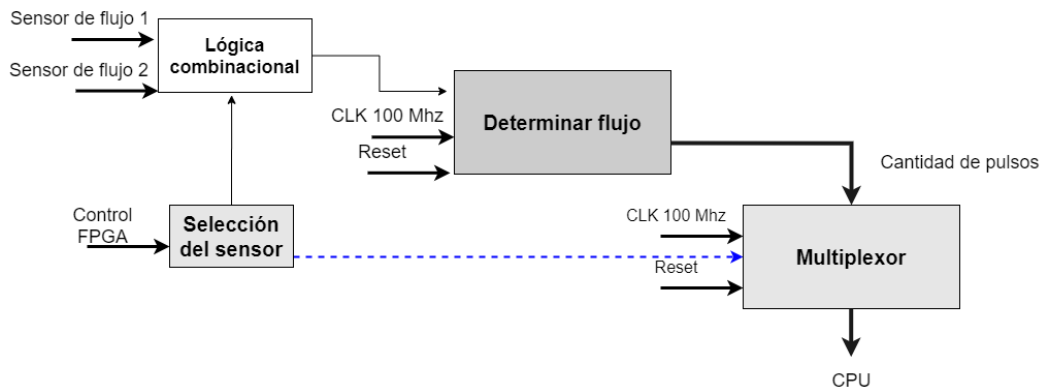 Sensor de flujo 1
Sensor de flujo 2
Lógica
combinacional
CLK 100 Mhz
Reset
Determinar flujo
Cantidad de pulsos
Control
FPGA
Selección
del sensor
CLK 100 Mhz
Reset
Multiplexor
CPU